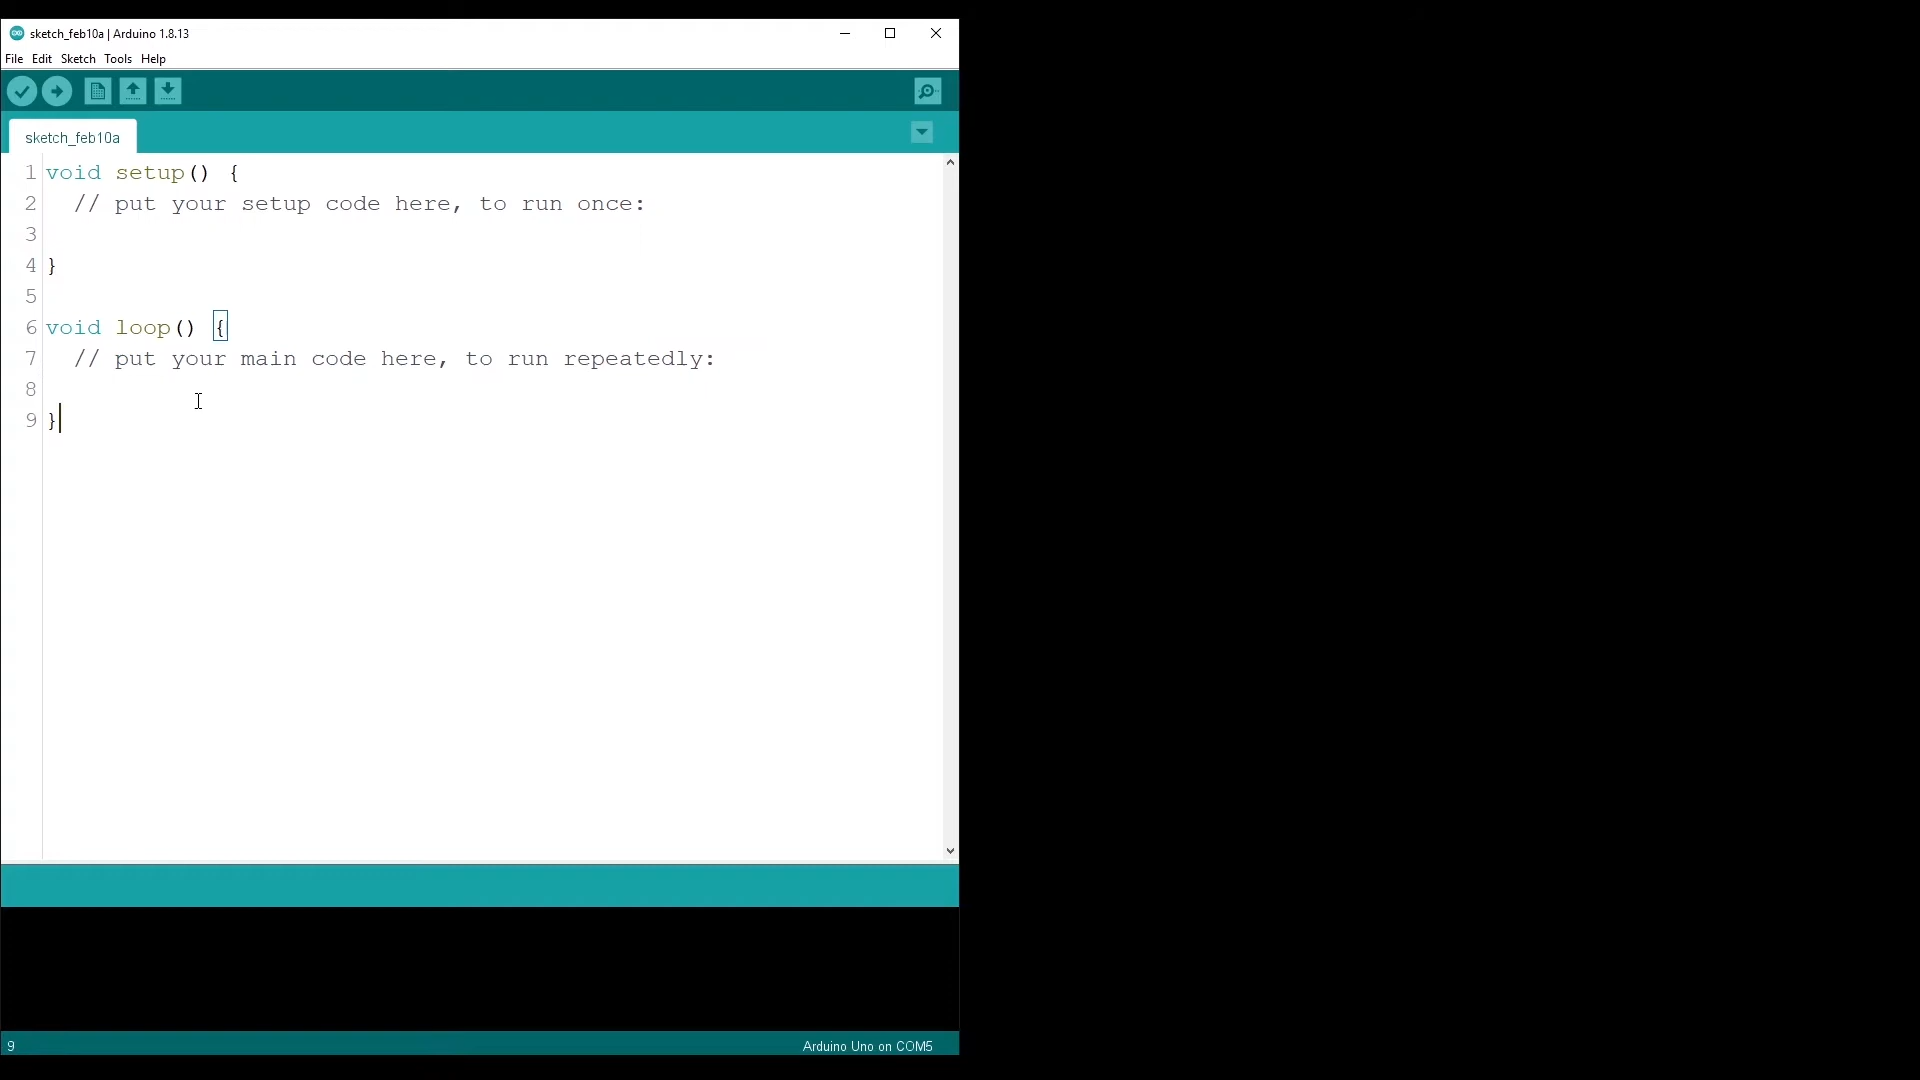 sketch_feb10a | Arduino 1.8.13
File Edit Sketch Tools Help
sketch_feb10a
1 void setup() {
2 // put your setup code here, to run once:
3
4 }
5
6 void loop() {
7 // put your main code here, to run repeatedly:
8
9 }
9 Arduino Uno on COM5